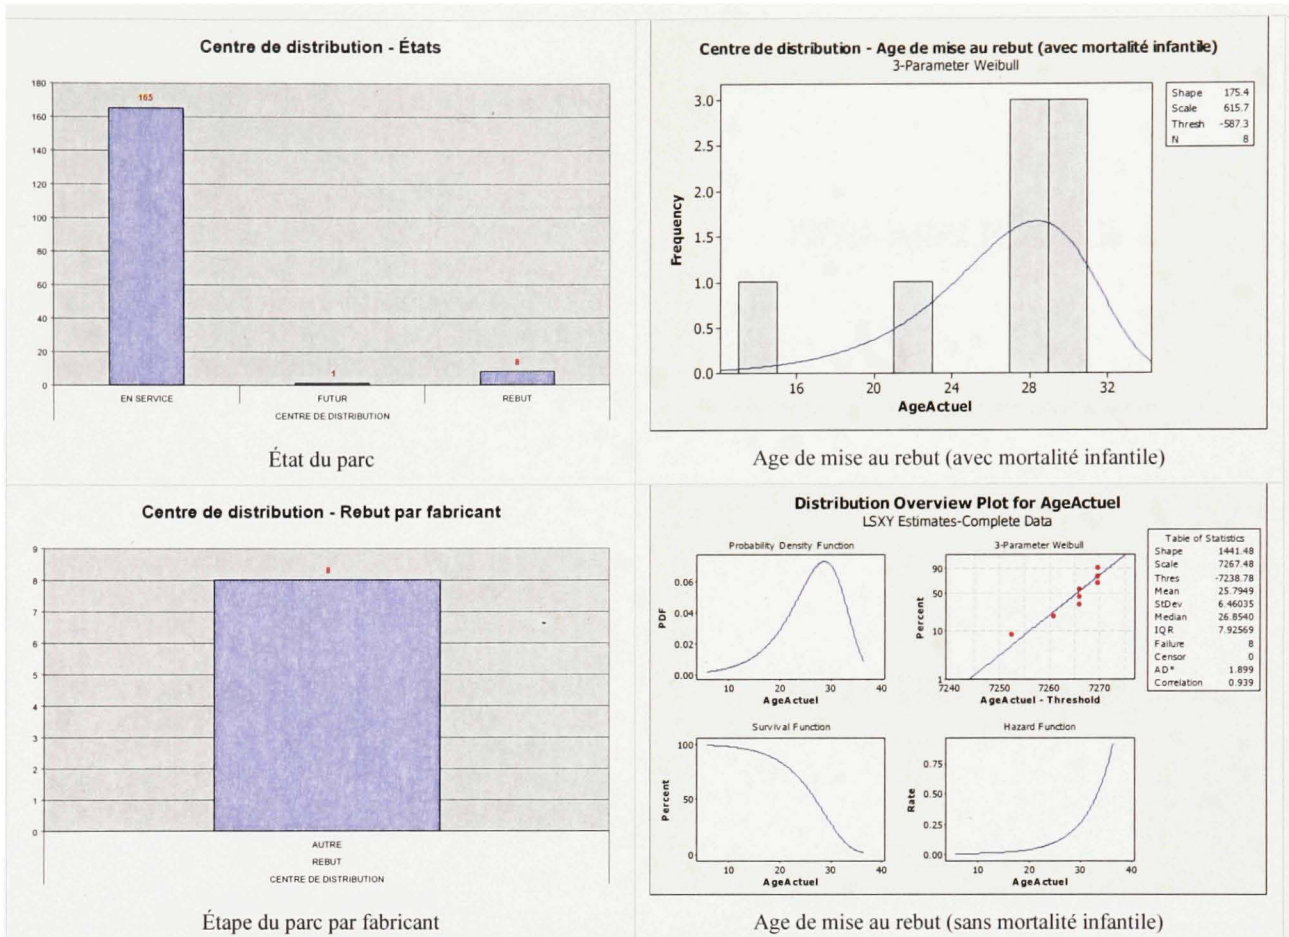 Centre de distribution - États
180
160
140
120
100
80
60
40
20
0
165
1
8
EN SERVICE
FUTUR
REBUT
CENTRE DE DISTRIBUTION
État du parc
Centre de distribution - Age de mise au rebut (avec mortalité infantile)
3-Parameter Weibull
Frequency
3.0
2.5
2.0
1.5
1.0
0.5
0.0
16
20
24
28
32
AgeActuel
Shape 175.4
Scale 615.7
Thresh -587.3
N 8
Age de mise au rebut (avec mortalité infantile)
Centre de distribution - Rebut par fabricant
9
8
7
6
5
4
3
2
1
0
8
AUTRE
REBUT
CENTRE DE DISTRIBUTION
Étape du parc par fabricant
Distribution Overview Plot for AgeActuel
LSXY Estimates-Complete Data
Probability Density Function
PDF
0.06
0.04
0.02
0.00
10
20
30
40
AgeActuel
3-Parameter Weibull
Percent
90
50
10
1
7240
7250
7260
7270
AgeActuel - Threshold
Survival Function
Percent
100
50
0
10
20
30
40
AgeActuel
Hazard Function
Rate
0.75
0.50
0.25
0.00
10
20
30
40
AgeActuel
Table of Statistics
Shape 1441.48
Scale 7267.48
Thres -7238.78
Mean 25.7949
StDev 6.46035
Median 26.8540
IQR 7.92569
Failure 8
Censor 0
AD* 1.899
Correlation 0.939
Age de mise au rebut (sans mortalité infantile)